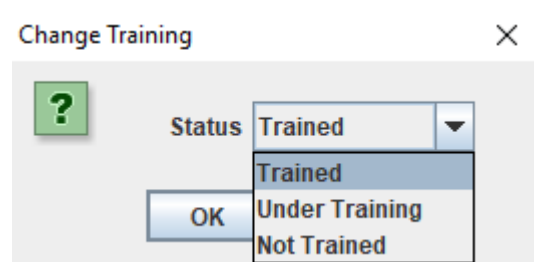 Change Training
?
Status Trained
Trained
Under Training
OK
Not Trained